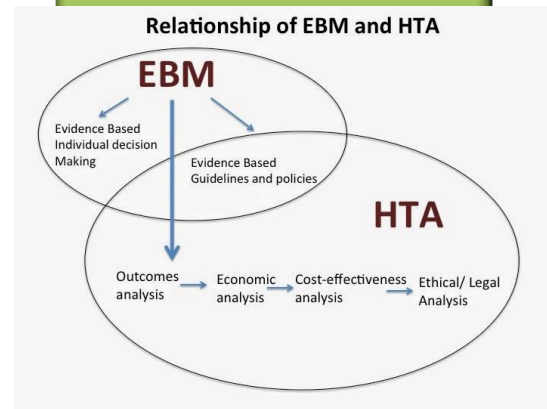 Relationship of EBM and HTA
EBM
Evidence Based
Individual decision
Making
Evidence Based
Guidelines and policies
HTA
Outcomes
analysis
Economic
analysis
Cost-effectiveness
analysis
Ethical/ Legal
Analysis